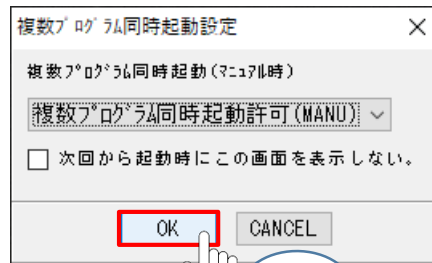 複数ﾌﾟﾛｸﾞﾗﾑ同時起動設定
複数ﾌﾟﾛｸﾞﾗﾑ同時起動(ﾏﾆｭｱﾙ時)
複数ﾌﾟﾛｸﾞﾗﾑ同時起動許可(MANU)
次回から起動時にこの画面を表示しない。
OK CANCEL